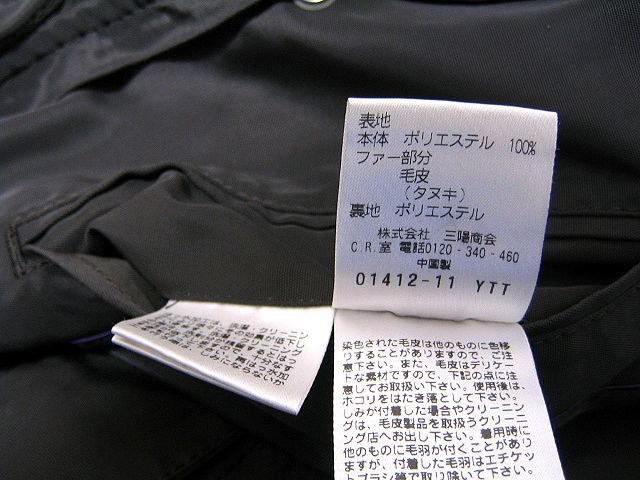 表地
本体 ポリエステル 100%
ファー部分
毛皮
(タヌキ)
裏地 ポリエステル
株式会社 三陽商会
C.R.室 電話0120-340-460
中国製
01412-11 YTT
染色された毛皮は他のものに色移
りすることがありますので、ご注
意下さい。また、毛皮はデリケー
トな素材ですので、下記の点に注
意してお取扱い下さい。使用後は、
ホコリをはたき落として下さい。
しみが付着した場合やクリーニン
グは、毛皮製品を取扱うクリーニ
ング店へお出し下さい。着用時に
他のものに毛羽が付くことがあり
ますが、付着した毛羽はエチケッ
トブラシ等で取り除いて下さい。